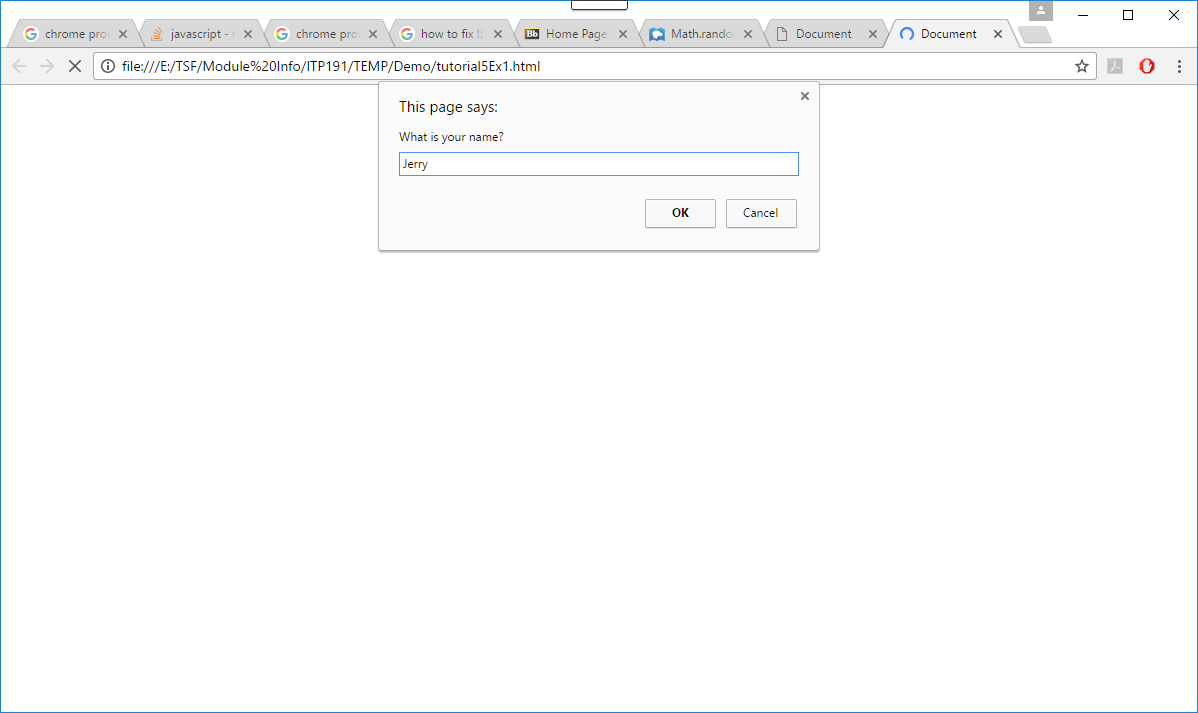 chrome pro
javascript -
chrome pro
how to fix !
Bb Home Page
Math.rando
Document
Document
file:///E:/TSF/Module%20Info/ITP191/TEMP/Demo/tutorial5Ex1.html
This page says:
What is your name?
Jerry
OK Cancel